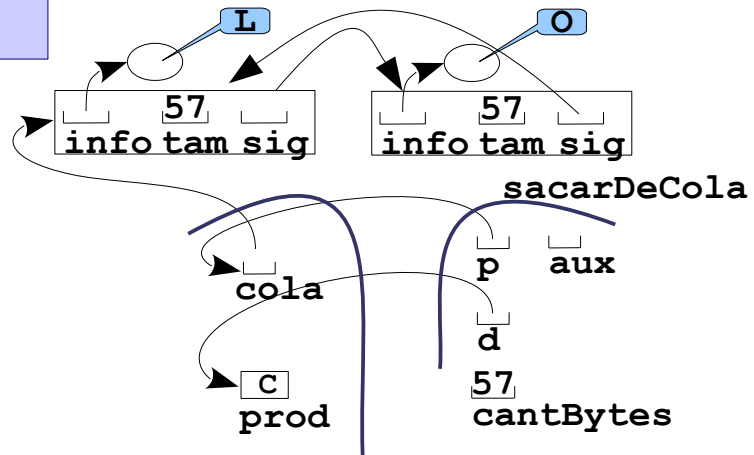 L O
57 57
info tam sig info tam sig
sacarDeCola
p aux
cola
d
C 57
prod cantBytes